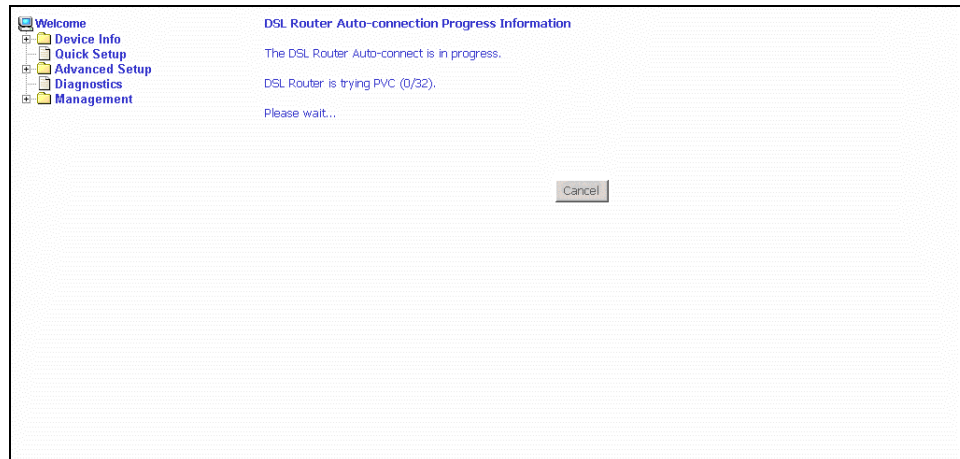 Welcome
Device Info
Quick Setup
Advanced Setup
Diagnostics
Management
DSL Router Auto-connection Progress Information
The DSL Router Auto-connect is in progress.
DSL Router is trying PVC (0/32).
Please wait...
Cancel